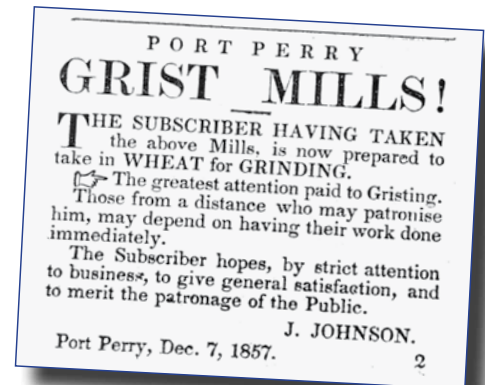 PORT PERRY
GRIST MILLS!
THE SUBSCRIBER HAVING TAKEN
the above Mills, is now prepared to
take in WHEAT for GRINDING.
The greatest attention paid to Gristing.
Those from a distance who may patronise
him, may depend on having their work done
immediately.
The Subscriber hopes, by strict attention
to business, to give general satisfaction, and
to merit the patronage of the Public.
J. JOHNSON.
Port Perry, Dec. 7, 1857.
2